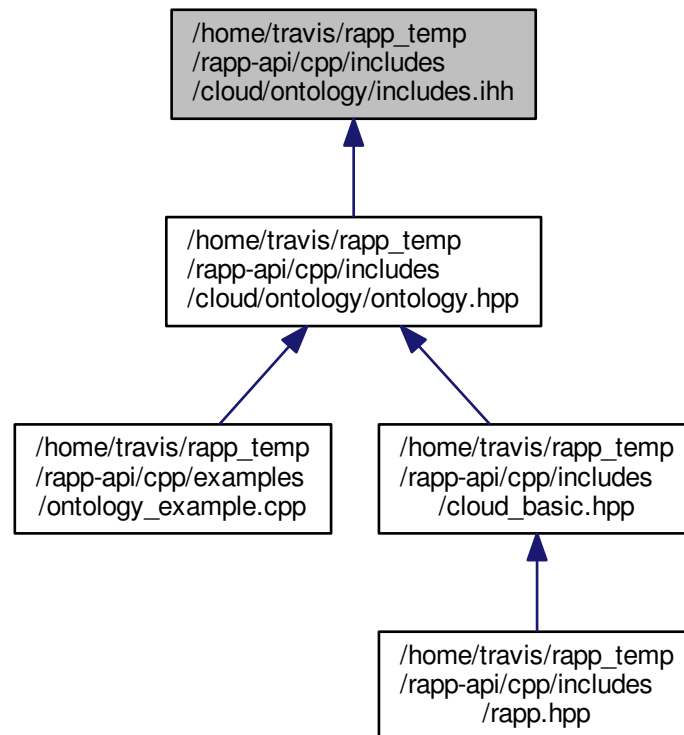 /home/travis/rapp_temp
/rapp-api/cpp/includes
/cloud/ontology/includes.ihh
/home/travis/rapp_temp
/rapp-api/cpp/includes
/cloud/ontology/ontology.hpp
/home/travis/rapp_temp
/rapp-api/cpp/examples
/ontology_example.cpp
/home/travis/rapp_temp
/rapp-api/cpp/includes
/cloud_basic.hpp
/home/travis/rapp_temp
/rapp-api/cpp/includes
/rapp.hpp